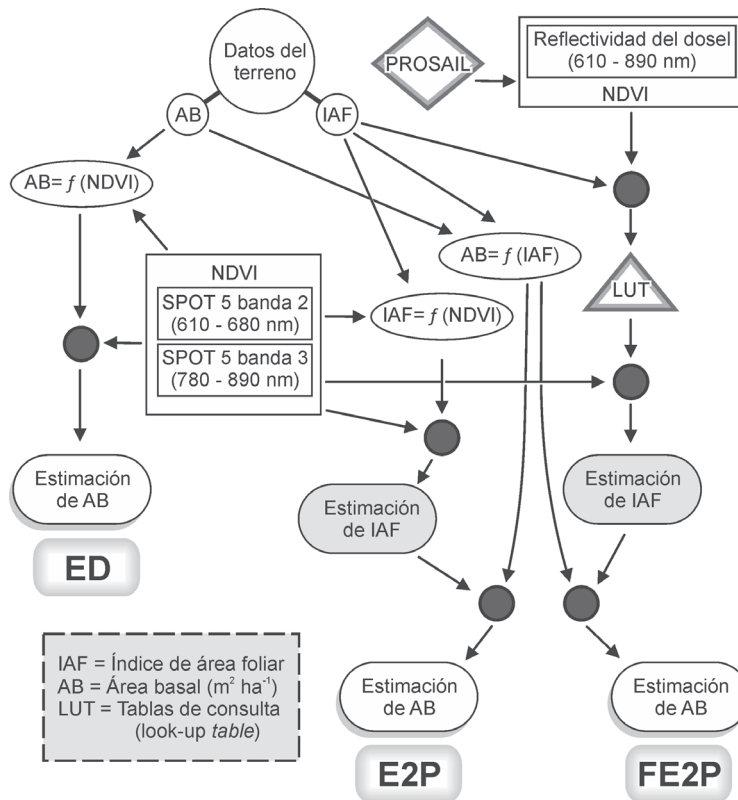 Datos del
terreno
AB
IAF
PROSAIL
Reflectividad del dosel
(610 - 890 nm)
NDVI
AB= f (NDVI)
AB= f (IAF)
NDVI
SPOT 5 banda 2
(610 - 680 nm)
SPOT 5 banda 3
(780 - 890 nm)
IAF= f (NDVI)
LUT
Estimación
de AB
ED
Estimación
de IAF
Estimación
de IAF
IAF = Índice de área foliar
AB = Área basal (m² ha⁻¹)
LUT = Tablas de consulta
(look-up table)
Estimación
de AB
E2P
Estimación
de AB
FE2P